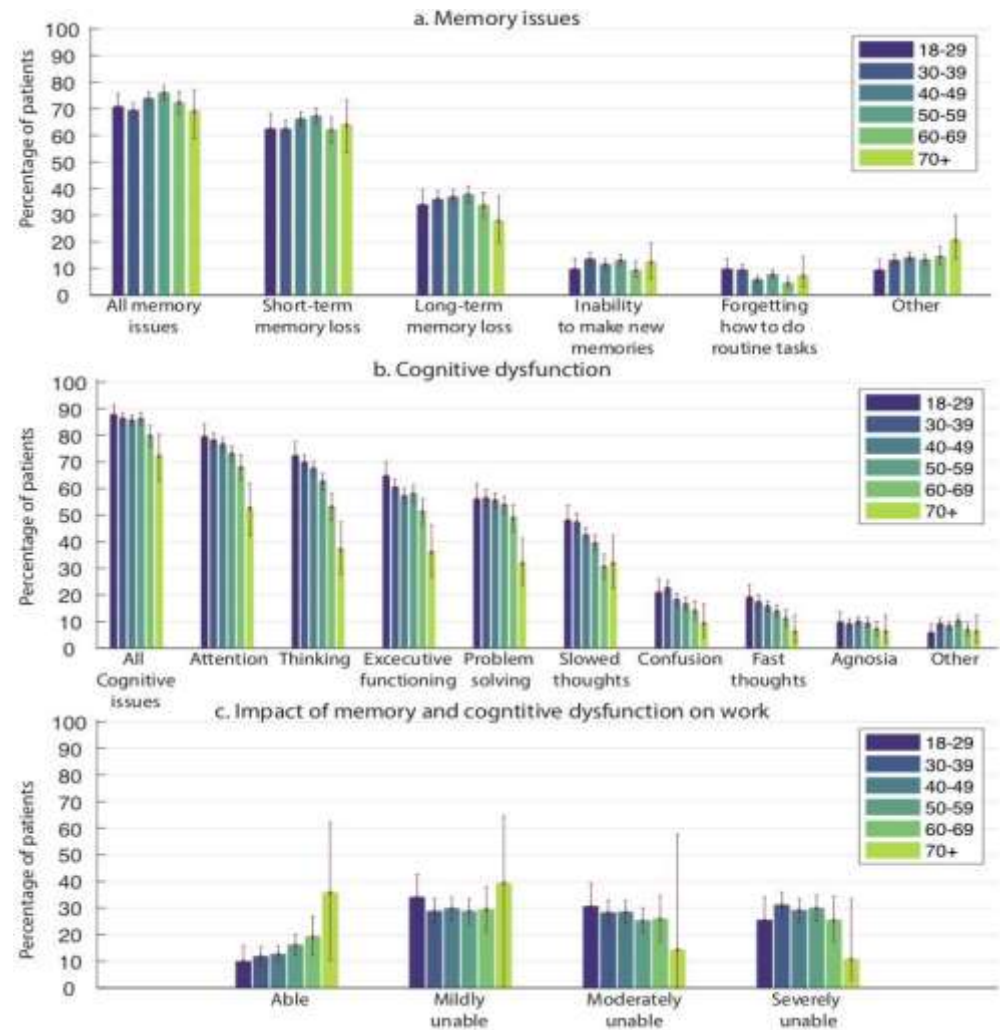 a. Memory issues
Percentage of patients
100
90
80
70
60
50
40
30
20
10
0
18-29
30-39
40-49
50-59
60-69
70+
All memory
issues
Short-term
memory loss
Long-term
memory loss
Inability
to make new
memories
Forgetting
how to do
routine tasks
Other
b. Cognitive dysfunction
Percentage of patients
100
90
80
70
60
50
40
30
20
10
0
18-29
30-39
40-49
50-59
60-69
70+
All
Cognitive
issues
Attention
Thinking
Excecutive
functioning
Problem
solving
Slowed
thoughts
Confusion
Fast
thoughts
Agnosia
Other
c. Impact of memory and cogntitive dysfunction on work
Percentage of patients
100
90
80
70
60
50
40
30
20
10
0
18-29
30-39
40-49
50-59
60-69
70+
Able
Mildly
unable
Moderately
unable
Severely
unable